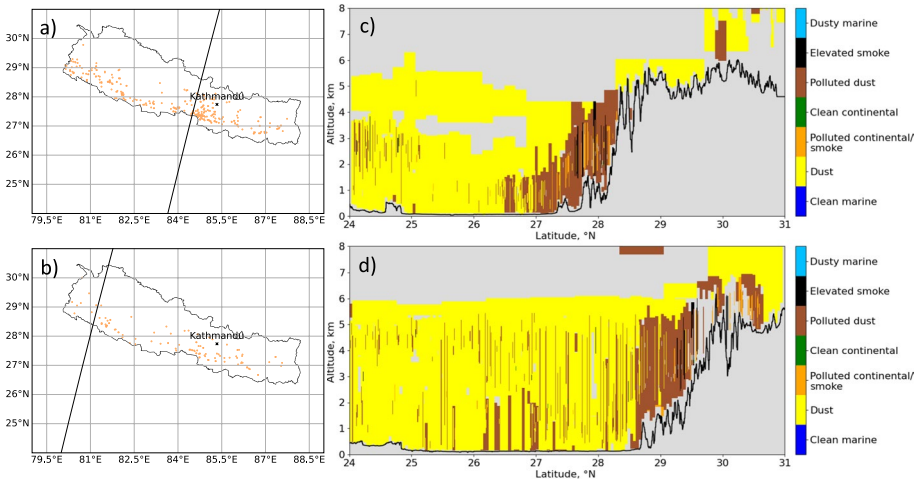 a)
30°N
29°N
28°N
27°N
26°N
25°N
Kathmandu
79.5°E 81°E 82.5°E 84°E 85.5°E 87°E 88.5°E
c)
Altitude, km
8
7
6
5
4
3
2
1
0
24 25 26 27 28 29 30 31
Latitude, °N
Dusty marine
Elevated smoke
Polluted dust
Clean continental
Polluted continental/
smoke
Dust
Clean marine
b)
30°N
29°N
28°N
27°N
26°N
25°N
Kathmandu
79.5°E 81°E 82.5°E 84°E 85.5°E 87°E 88.5°E
d)
Altitude, km
8
7
6
5
4
3
2
1
0
24 25 26 27 28 29 30 31
Latitude, °N
Dusty marine
Elevated smoke
Polluted dust
Clean continental
Polluted continental/
smoke
Dust
Clean marine